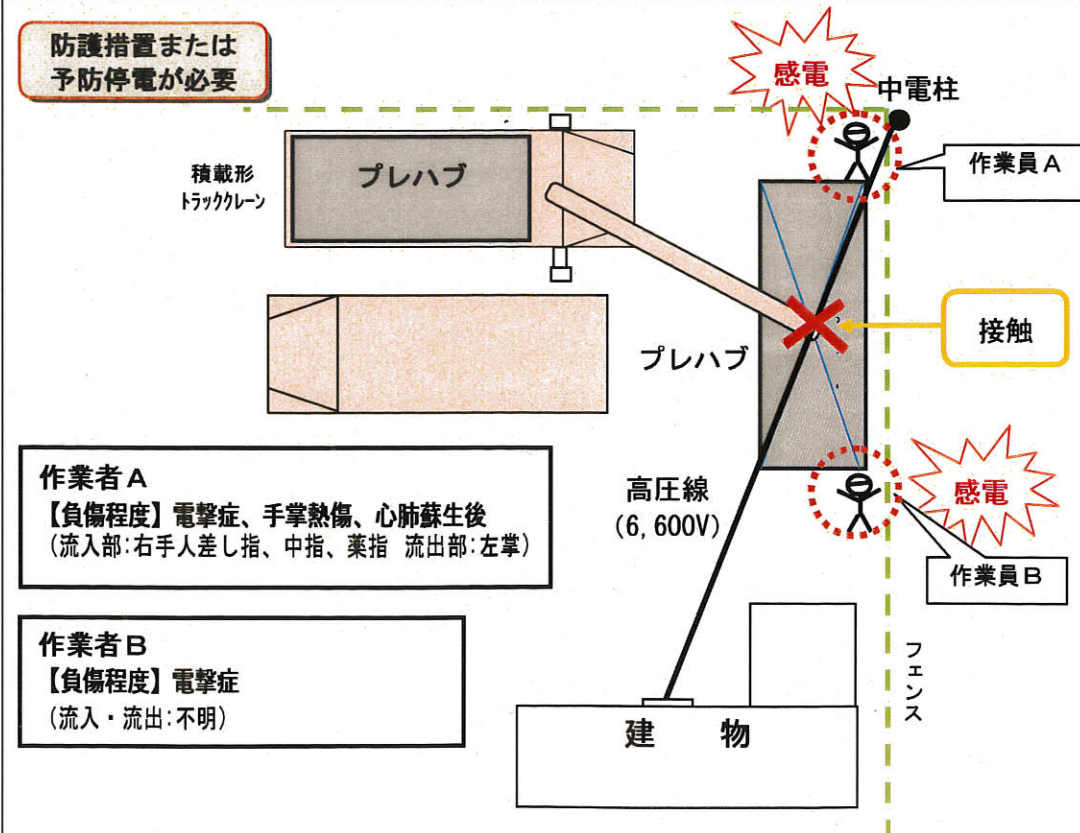 防護措置または
予防停電が必要
感電
中電柱
作業員A
積載形
トラッククレーン
プレハブ
接触
プレハブ
高圧線
(6,600V)
感電
作業員B
フェンス
作業者A
【負傷程度】電撃症、手掌熱傷、心肺蘇生後
(流入部:右手人差し指、中指、薬指 流出部:左掌)
作業者B
【負傷程度】電撃症
(流入・流出:不明)
建 物